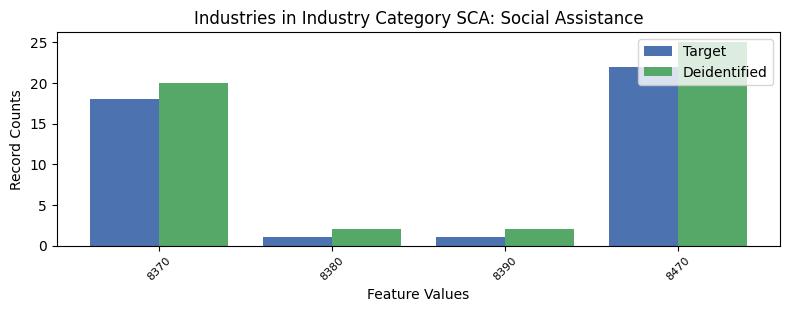 Industries in Industry Category SCA: Social Assistance
Record Counts
25
20
15
10
5
0
Target
Deidentified
8370
8380
8390
8470
Feature Values